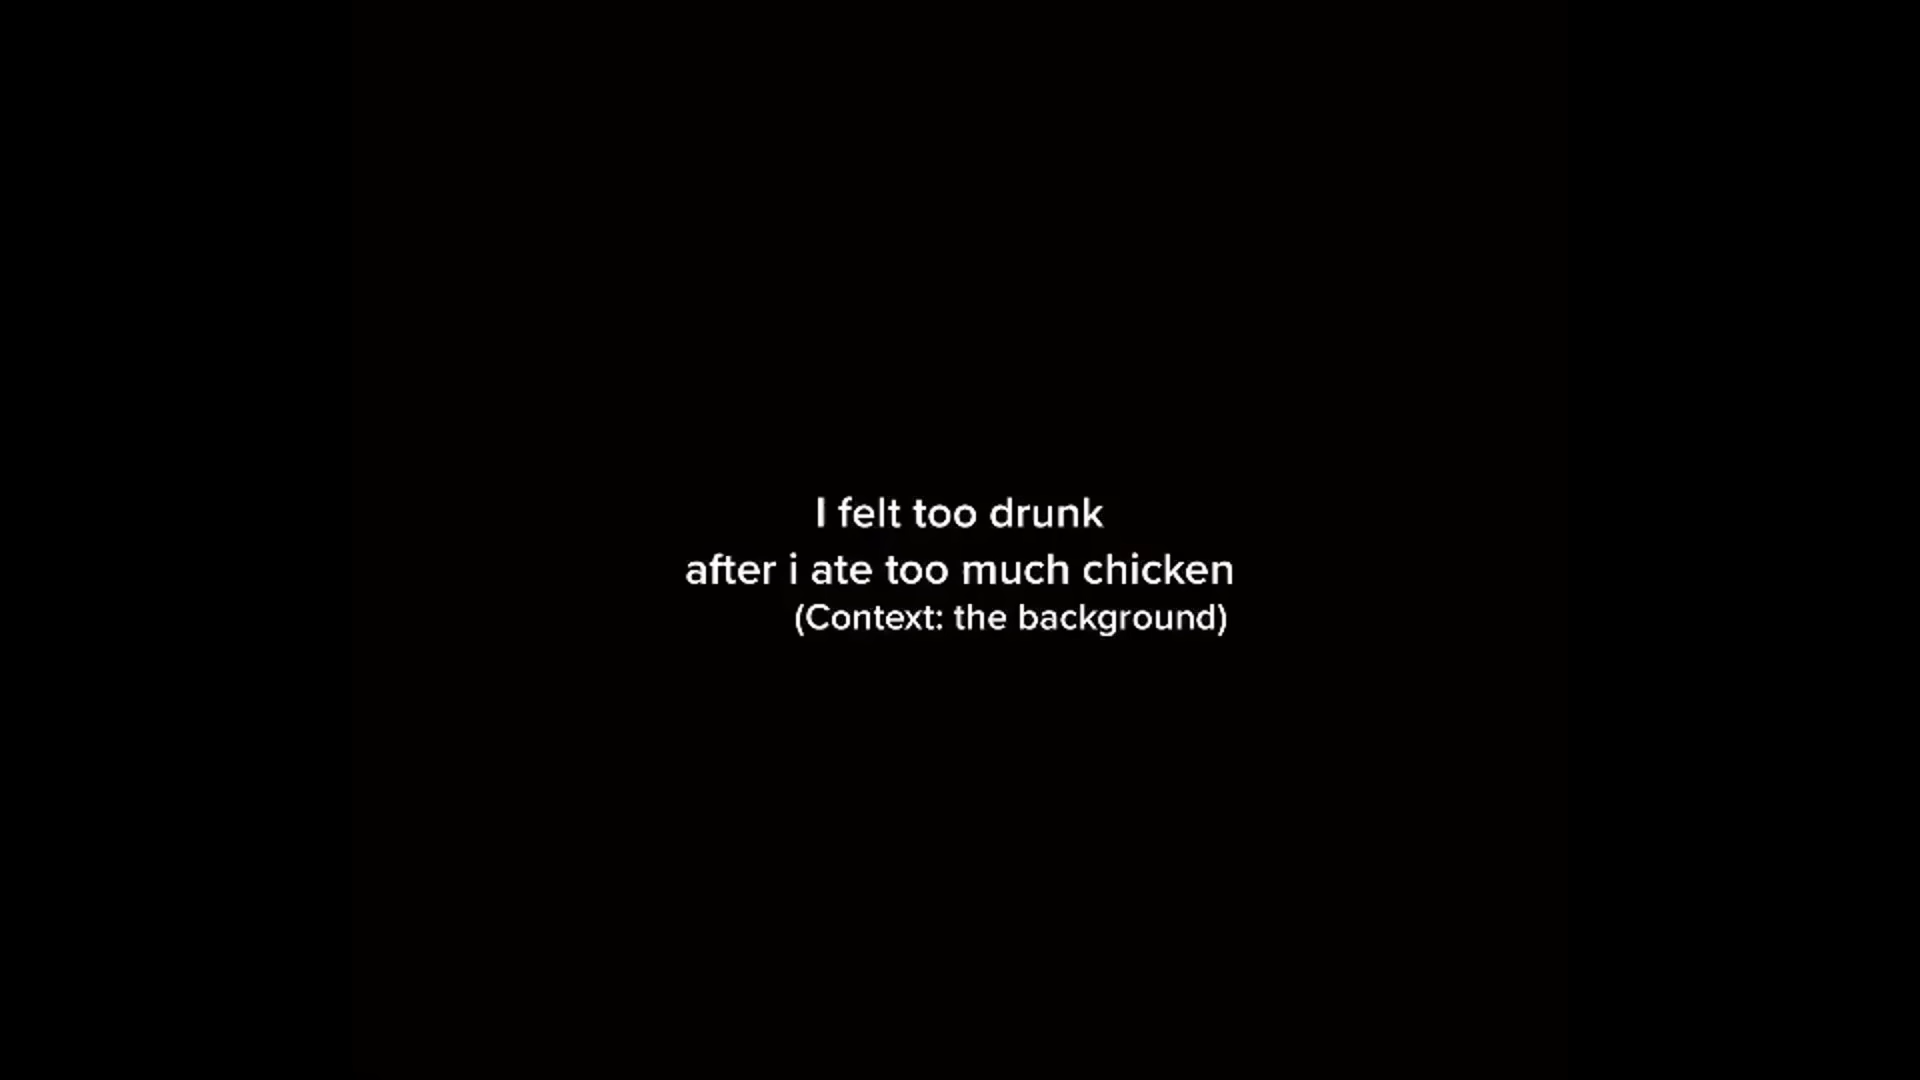 I felt too drunk
after i ate too much chicken
(Context: the background)